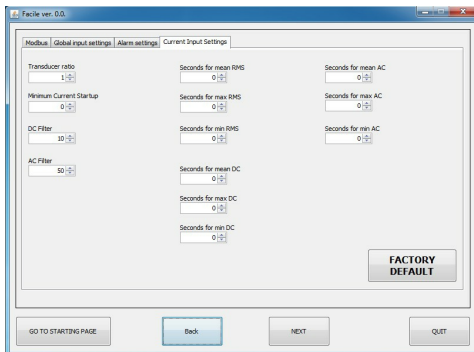 Facile ver. 0.0.
Modbus
Global input settings
Alarm settings
Current Input Settings
Transducer ratio
1
Minimum Current Startup
0
DC Filter
10
AC Filter
50
Seconds for mean RMS
0
Seconds for max RMS
0
Seconds for min RMS
0
Seconds for mean DC
0
Seconds for max DC
0
Seconds for min DC
0
Seconds for mean AC
0
Seconds for max AC
0
Seconds for min AC
0
FACTORY
DEFAULT
GO TO STARTING PAGE
Back
NEXT
QUIT